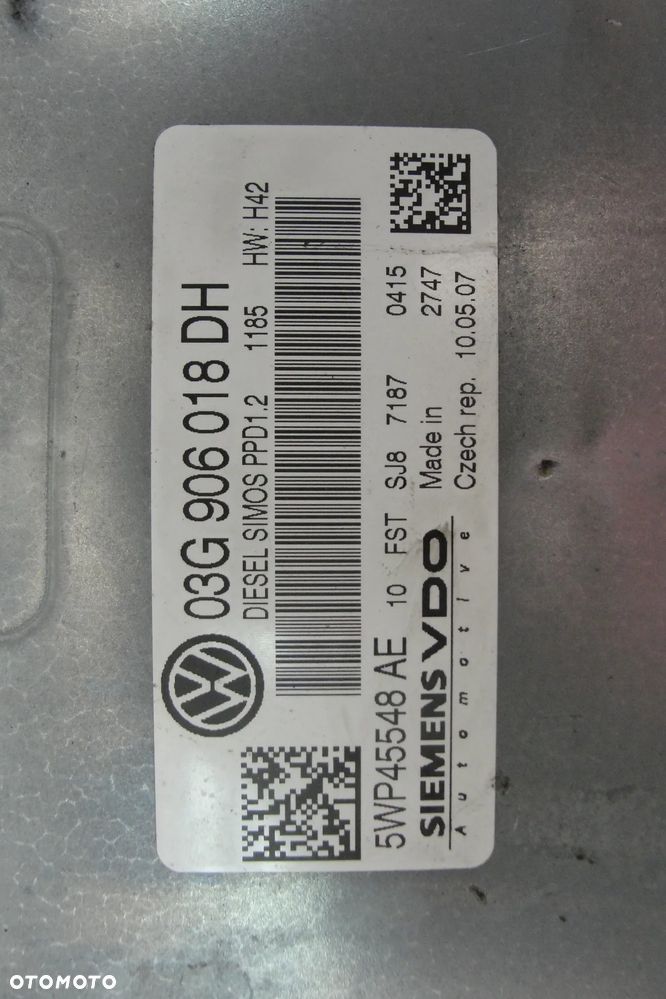 03G 906 018 DH
DIESEL SIMOS PPD1.2 1185 HW: H42
5WP45548 AE 10 FST SJ8 7187 0415
SIEMENS VDO Made in 2747
Automotive Czech rep. 10.05.07
OTOMOTO